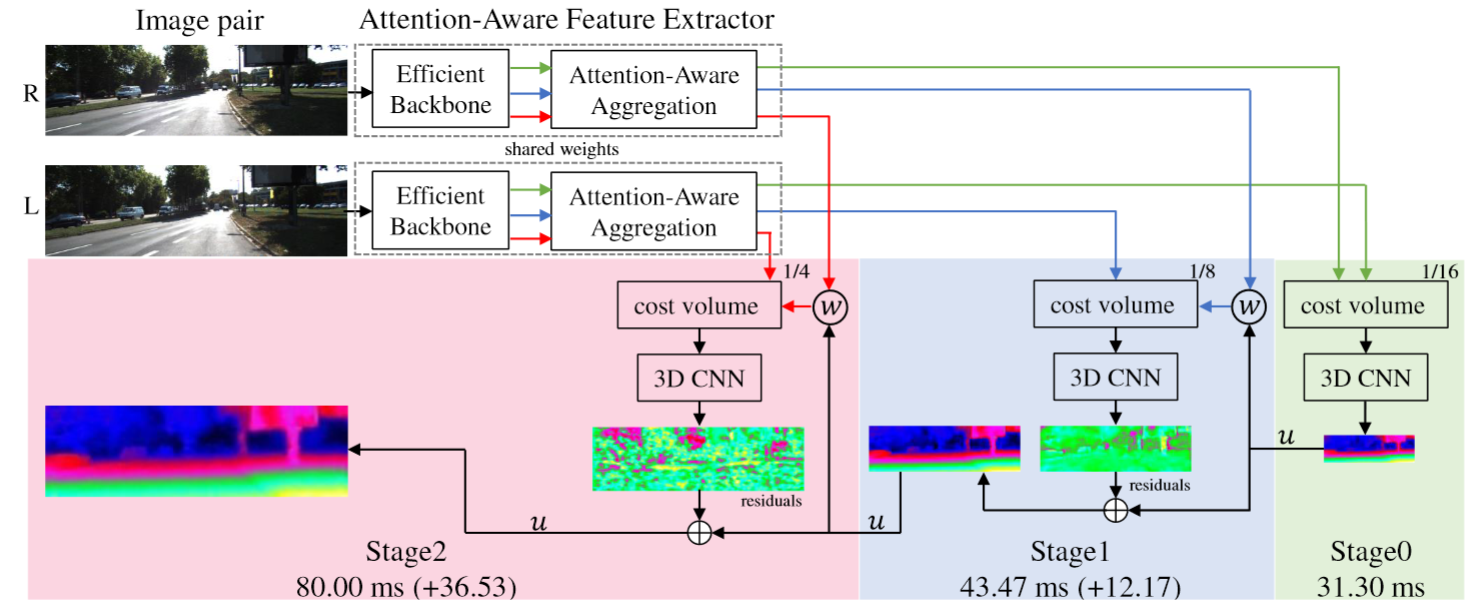 Image pair
Attention-Aware Feature Extractor
R
Efficient
Backbone
Attention-Aware
Aggregation
shared weights
L
Efficient
Backbone
Attention-Aware
Aggregation
1/4
1/8
1/16
cost volume
w
cost volume
w
cost volume
3D CNN
3D CNN
3D CNN
u
residuals
residuals
u
u
Stage2
80.00 ms (+36.53)
Stage1
43.47 ms (+12.17)
Stage0
31.30 ms